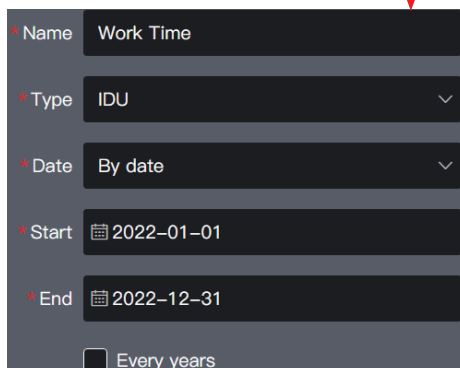 * Name Work Time
* Type IDU
* Date By date
* Start 2022-01-01
* End 2022-12-31
Every years